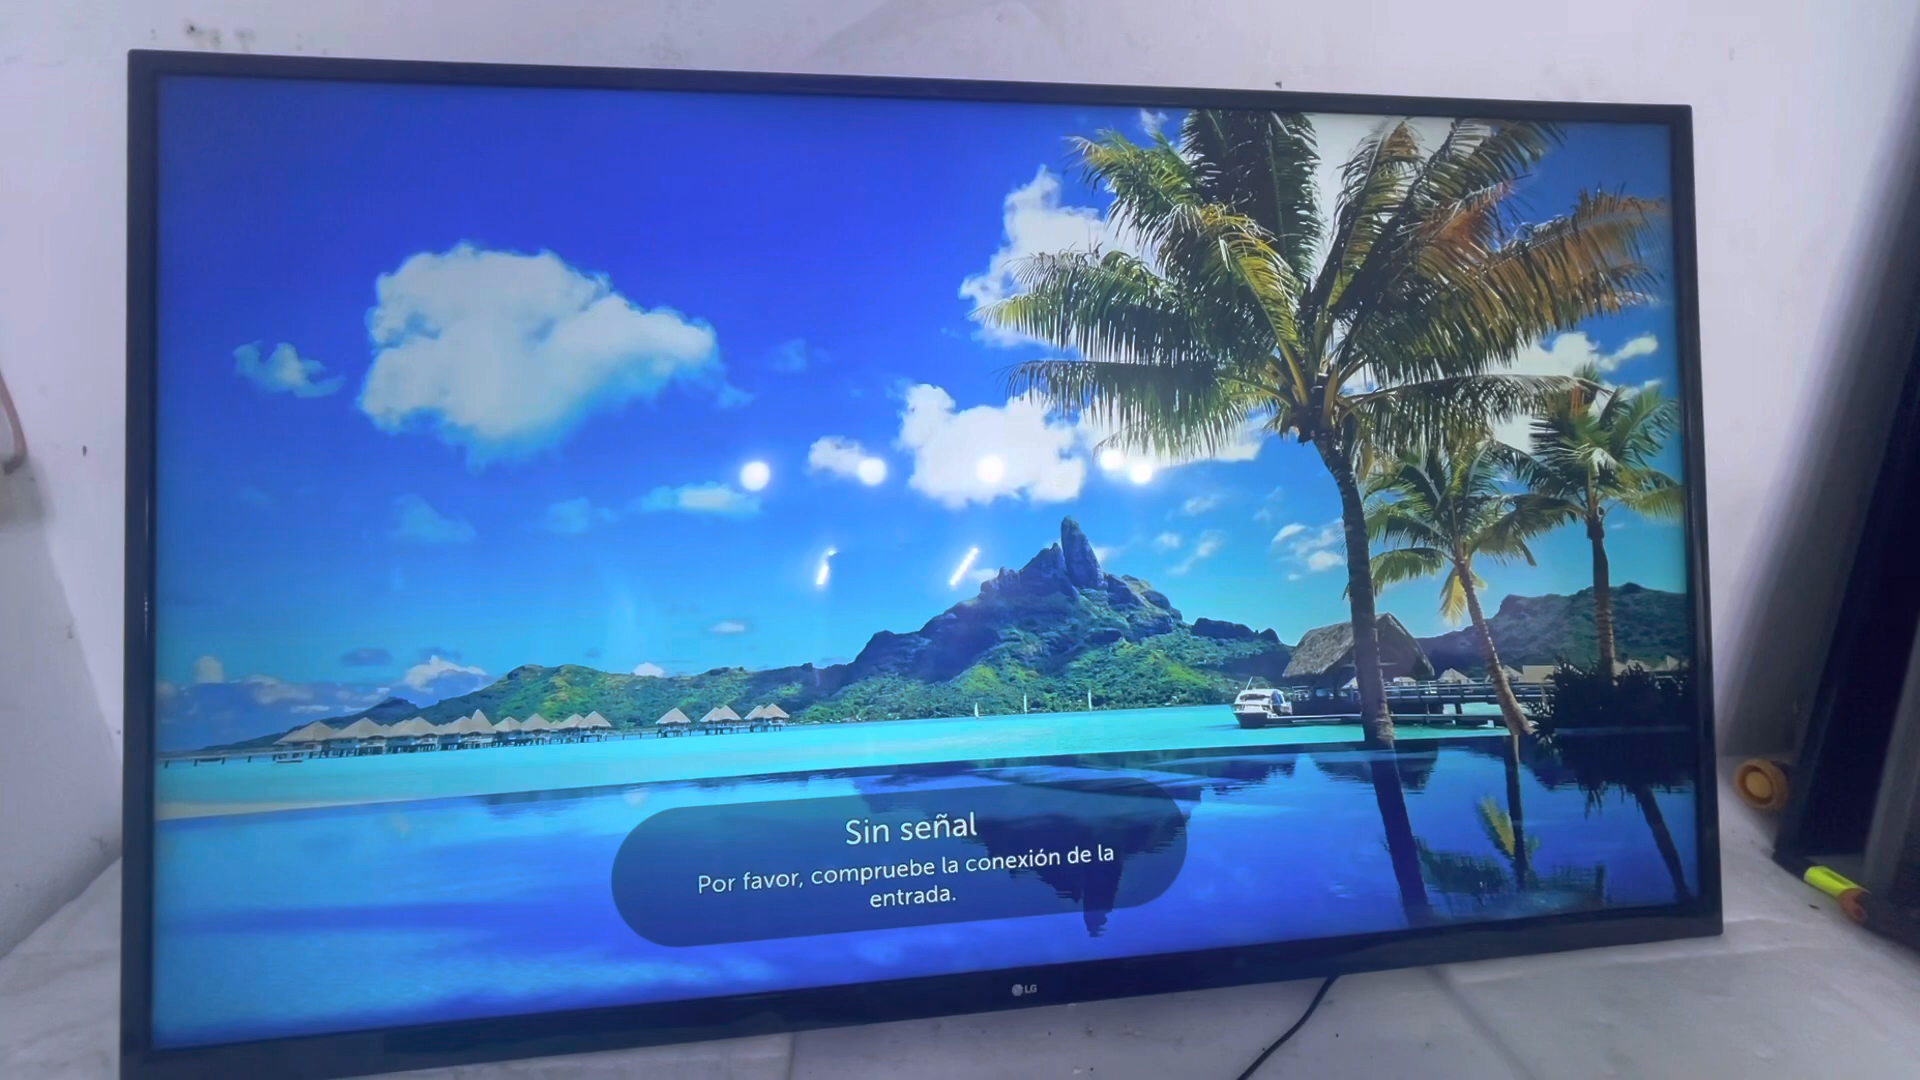 Sin señal
Por favor, compruebe la conexión de la
entrada.
LG